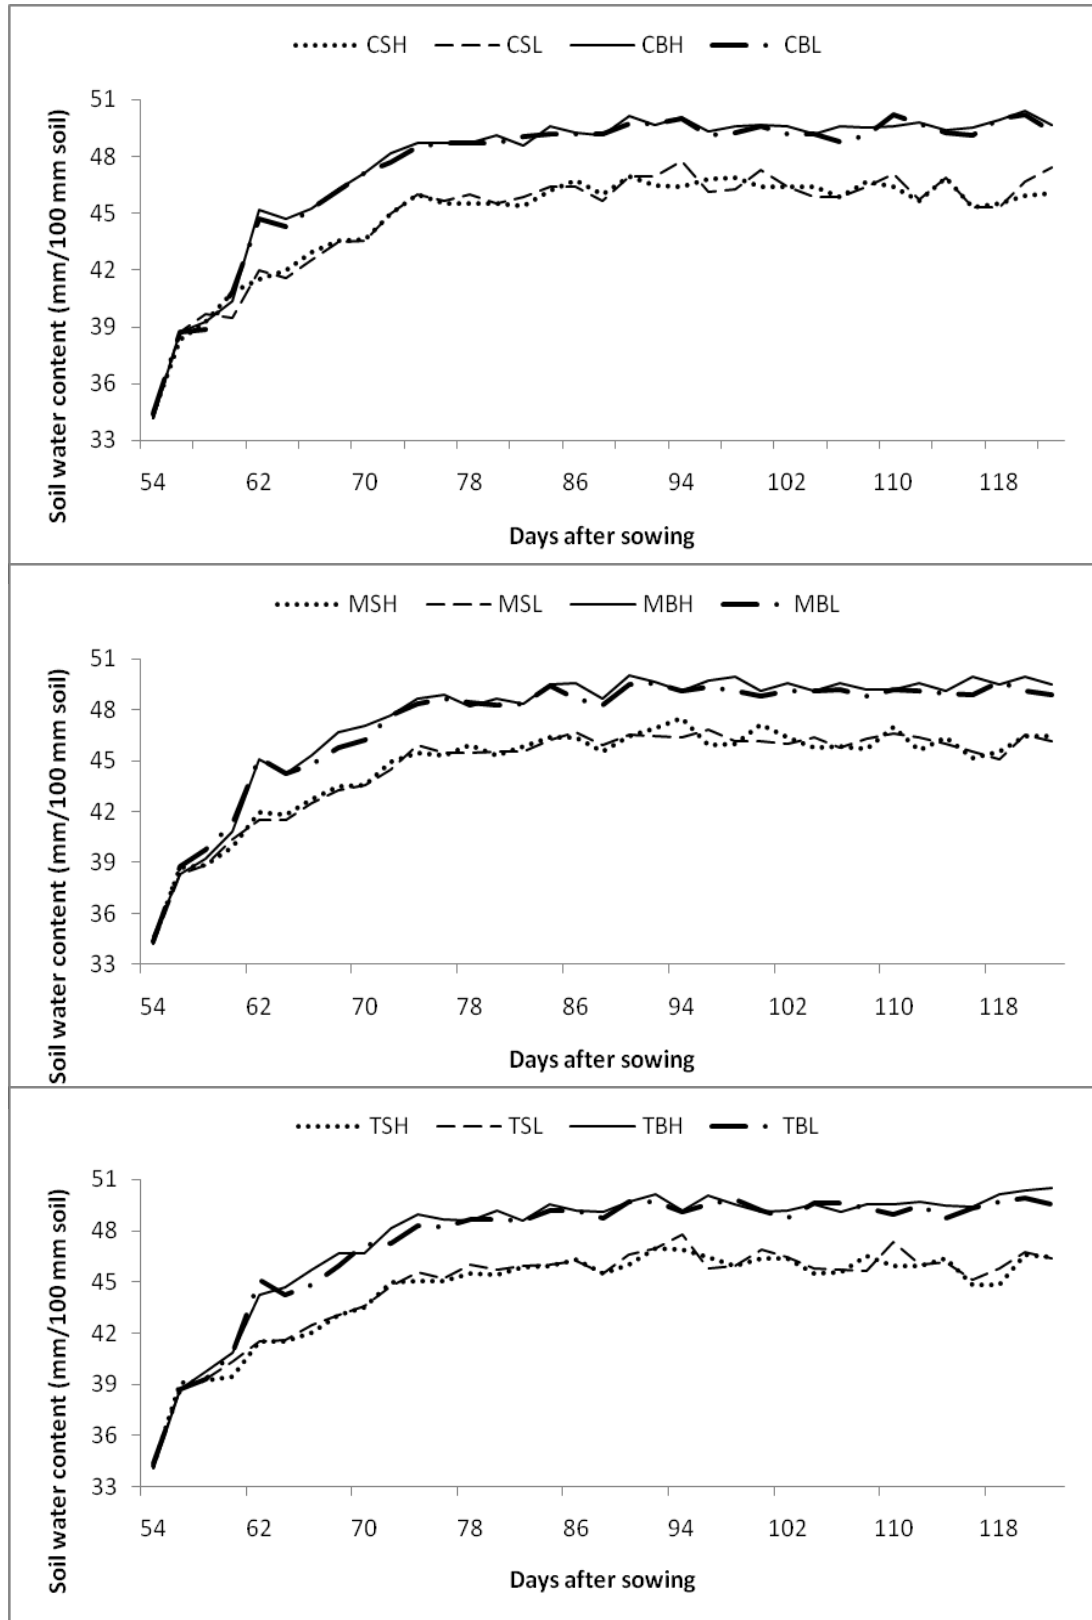 CSH CSL CBH CBL
Soil water content (mm/100 mm soil)
51
48
45
42
39
36
33
54 62 70 78 86 94 102 110 118
Days after sowing
MSH MSL MBH MBL
Soil water content (mm/100 mm soil)
51
48
45
42
39
36
33
54 62 70 78 86 94 102 110 118
Days after sowing
TSH TSL TBH TBL
Soil water content (mm/100 mm soil)
51
48
45
42
39
36
33
54 62 70 78 86 94 102 110 118
Days after sowing